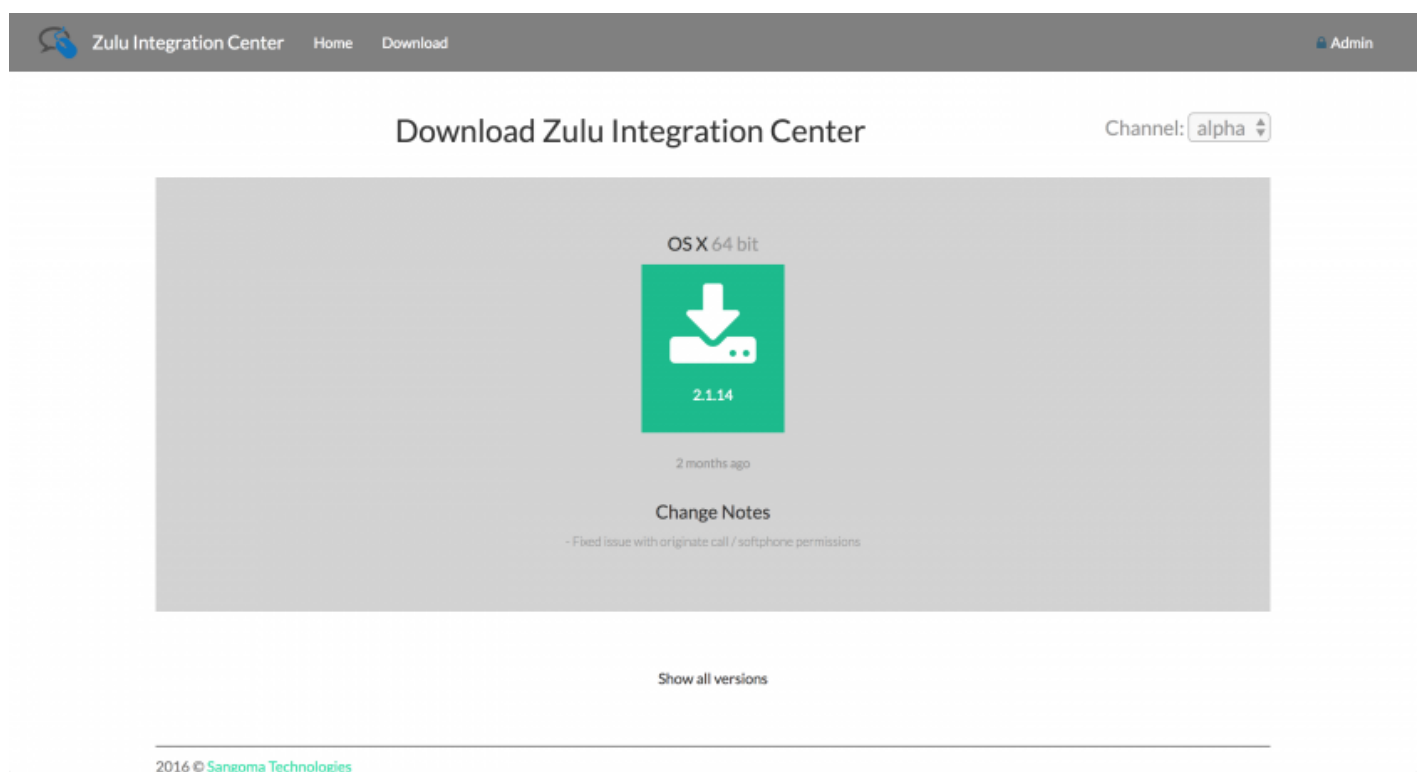 Zulu Integration Center Home Download Admin
Download Zulu Integration Center
Channel: alpha
OS X 64 bit
2.1.14
2 months ago
Change Notes
- Fixed issue with originate call / softphone permissions
Show all versions
2016 © Sangoma Technologies